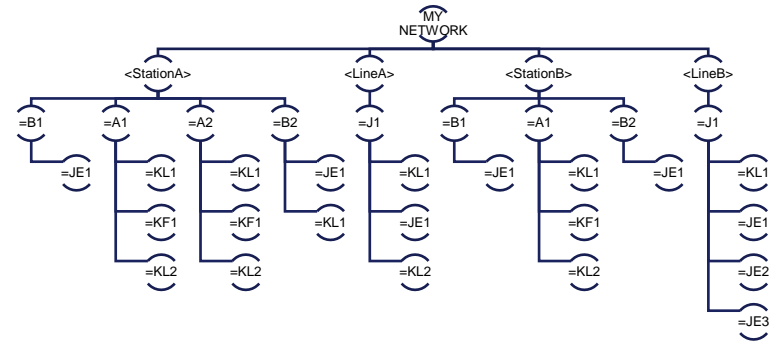 MY
NETWORK
<StationA> <LineA> <StationB> <LineB>
=B1 =A1 =A2 =B2 =J1 =B1 =A1 =B2 =J1
=JE1 =KL1 =KL1 =JE1 =KL1 =JE1 =KL1 =JE1 =KL1
=KF1 =KF1 =KL1 =JE1 =KF1 =JE1
=KL2 =KL2 =KL2 =KL2 =JE2
=JE3